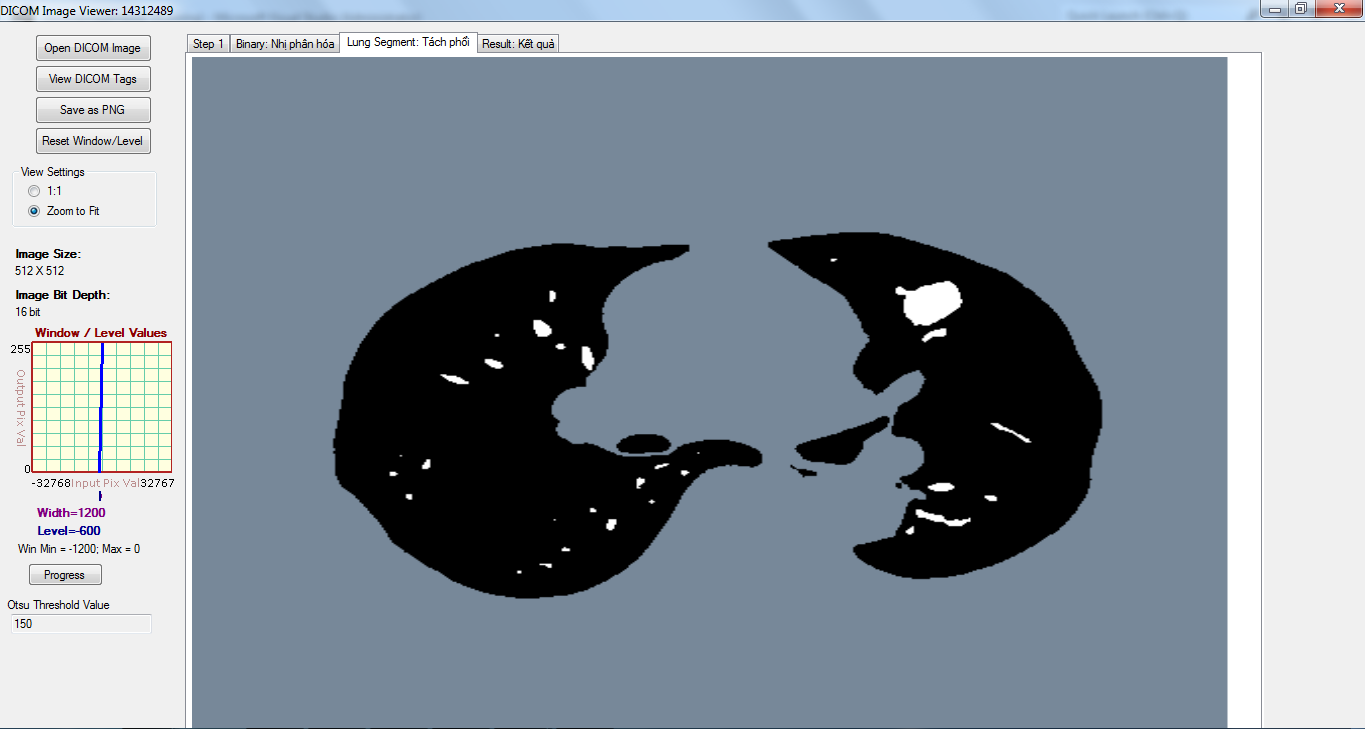 DICOM Image Viewer: 14312489
Open DICOM Image
View DICOM Tags
Save as PNG
Reset Window/Level
View Settings
1:1
Zoom to Fit
Image Size:
512 X 512
Image Bit Depth:
16 bit
Window / Level Values
255
Output Pix Val
0
-32768 Input Pix Val 32767
Width=1200
Level=-600
Win Min = -1200; Max = 0
Progress
Otsu Threshold Value
150
Step 1
Binary: Nhị phân hóa
Lung Segment: Tách phổi
Result: Kết quả